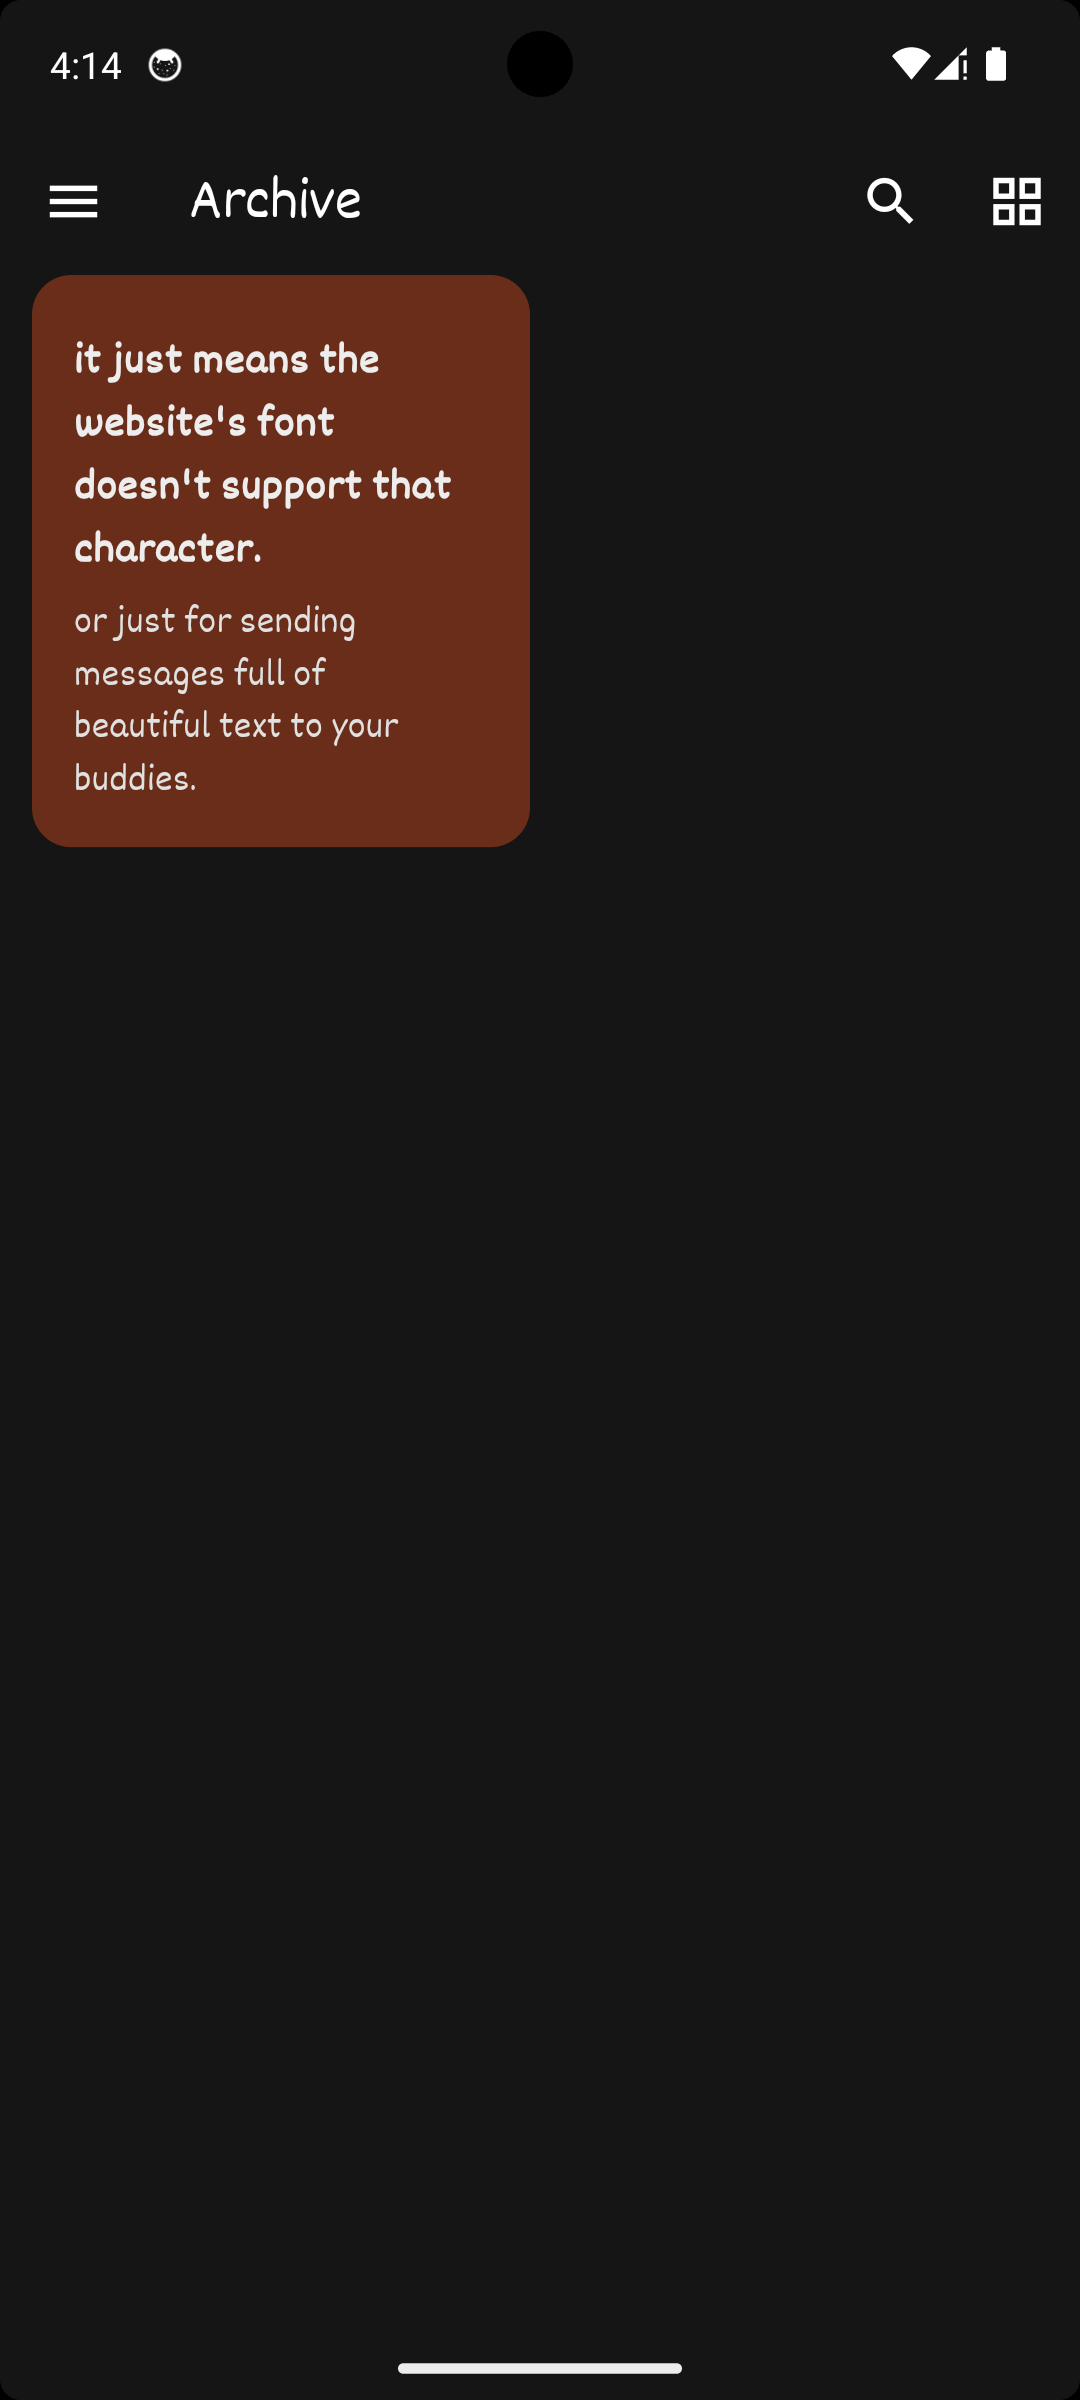 4:14
Archive
it just means the
website's font
doesn't support that
character.
or just for sending
messages full of
beautiful text to your
buddies.